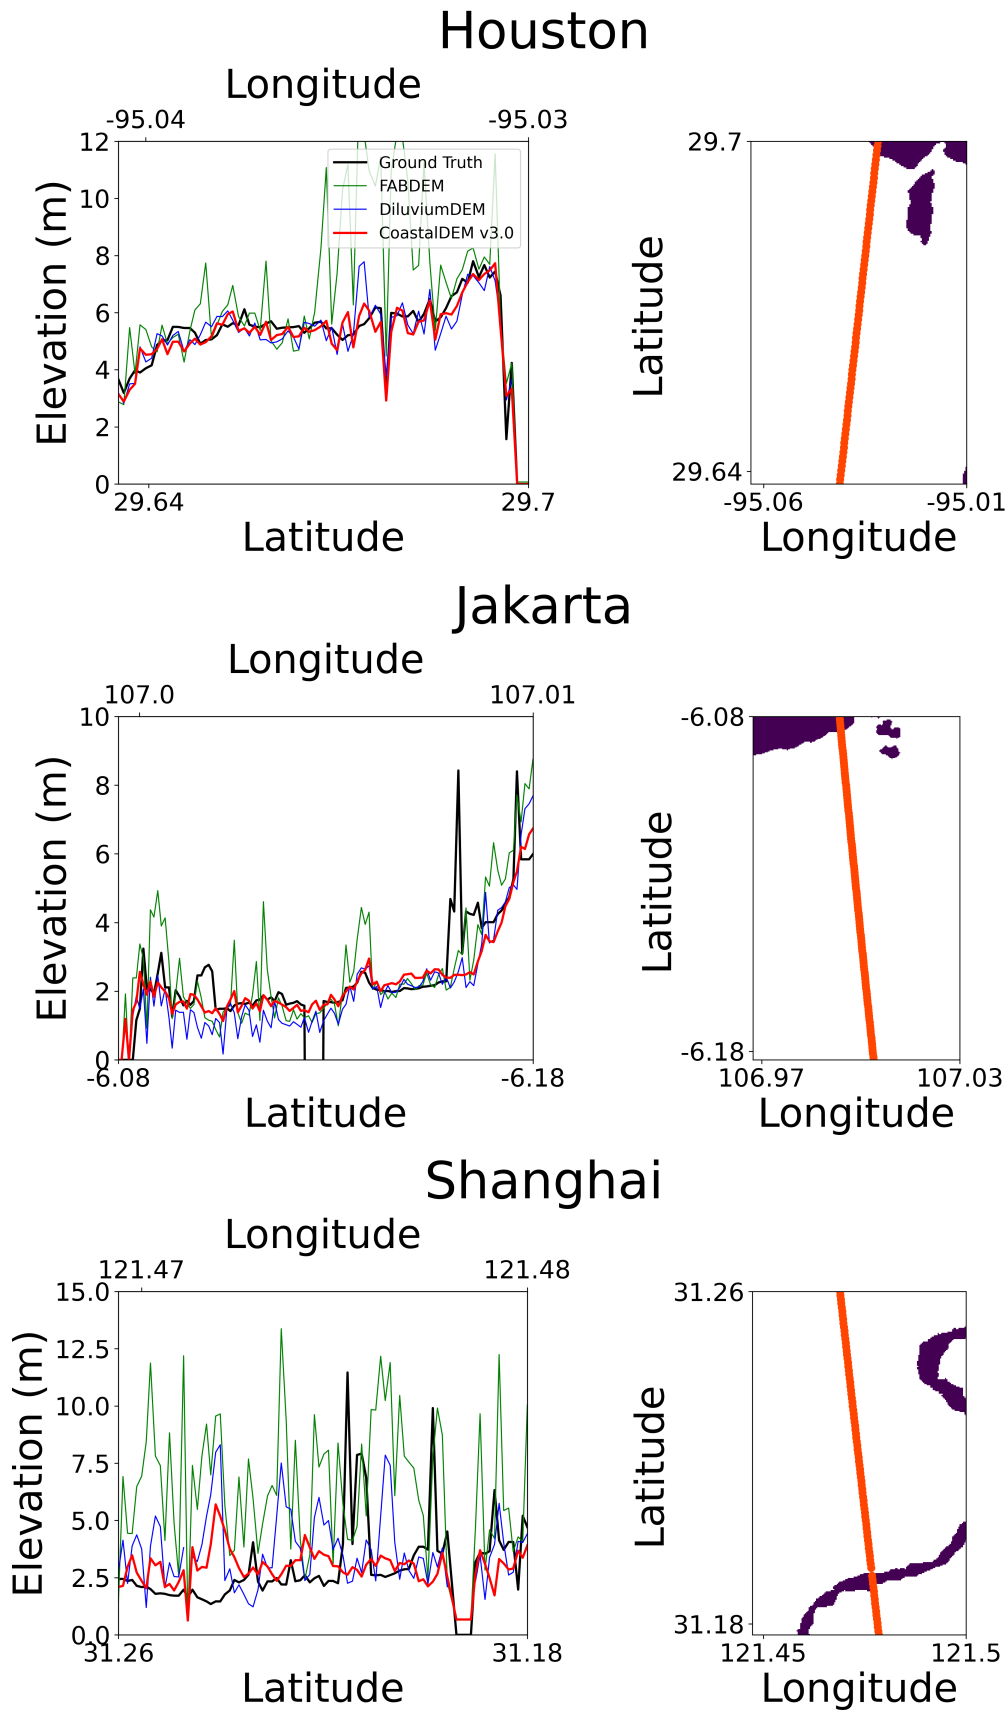 Houston
Longitude
-95.04 -95.03
12
10
8
6
4
2
0
Elevation (m)
Ground Truth
FABDEM
DiluviumDEM
CoastalDEM v3.0
29.64 29.7
Latitude
29.7
29.64
Latitude
-95.06 -95.01
Longitude
Jakarta
Longitude
107.0 107.01
10
8
6
4
2
0
Elevation (m)
-6.08 -6.18
Latitude
-6.08
-6.18
Latitude
106.97 107.03
Longitude
Shanghai
Longitude
121.47 121.48
15.0
12.5
10.0
7.5
5.0
2.5
0.0
Elevation (m)
31.26 31.18
Latitude
31.26
31.18
Latitude
121.45 121.5
Longitude